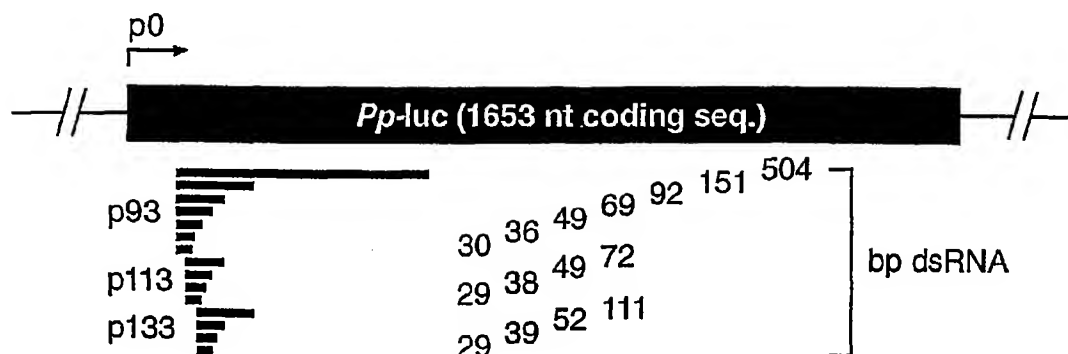 p0
Pp-luc (1653 nt coding seq.)
p93
30 36 49 69 92 151 504
p113
29 38 49 72
bp dsRNA
p133
29 39 52 111